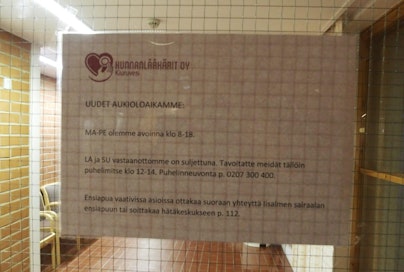 KUNNANLÄÄKÄRIT OY
Kiuruvesi
UUDET AUKIOLOAIKAMME:
MA-PE olemme avoinna klo 8-18.
LA ja SU vastaanottomme on suljettuna. Tavoitatte meidät tällöin
puhelimitse klo 12-14. Puhelinneuvonta p. 0207 300 400.
Ensiapua vaativissa asioissa ottakaa suoraan yhteyttä Iisalmen sairaalan
ensiapuun tai soittakaa hätäkeskukseen p. 112.